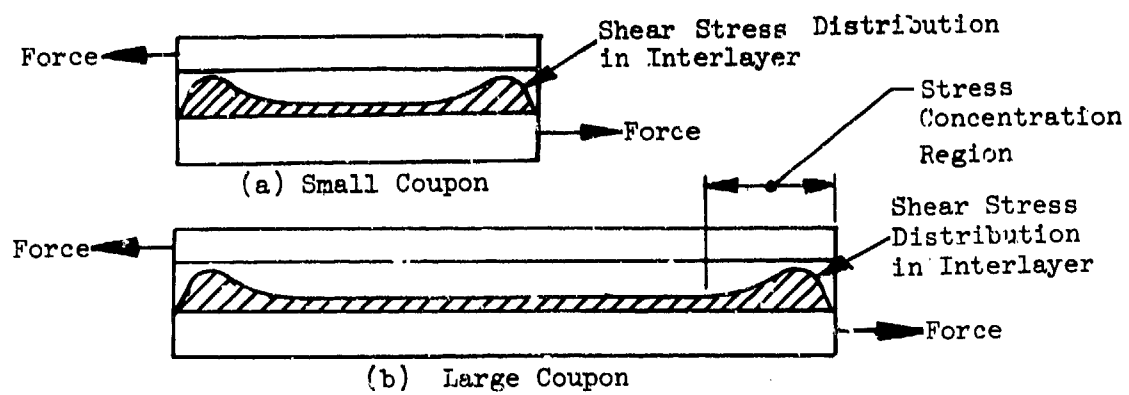 Shear Stress Distribution
in Interlayer
Force
Force
(a) Small Coupon
Stress
Concentration
Region
Shear Stress
Distribution
in Interlayer
Force
Force
(b) Large Coupon